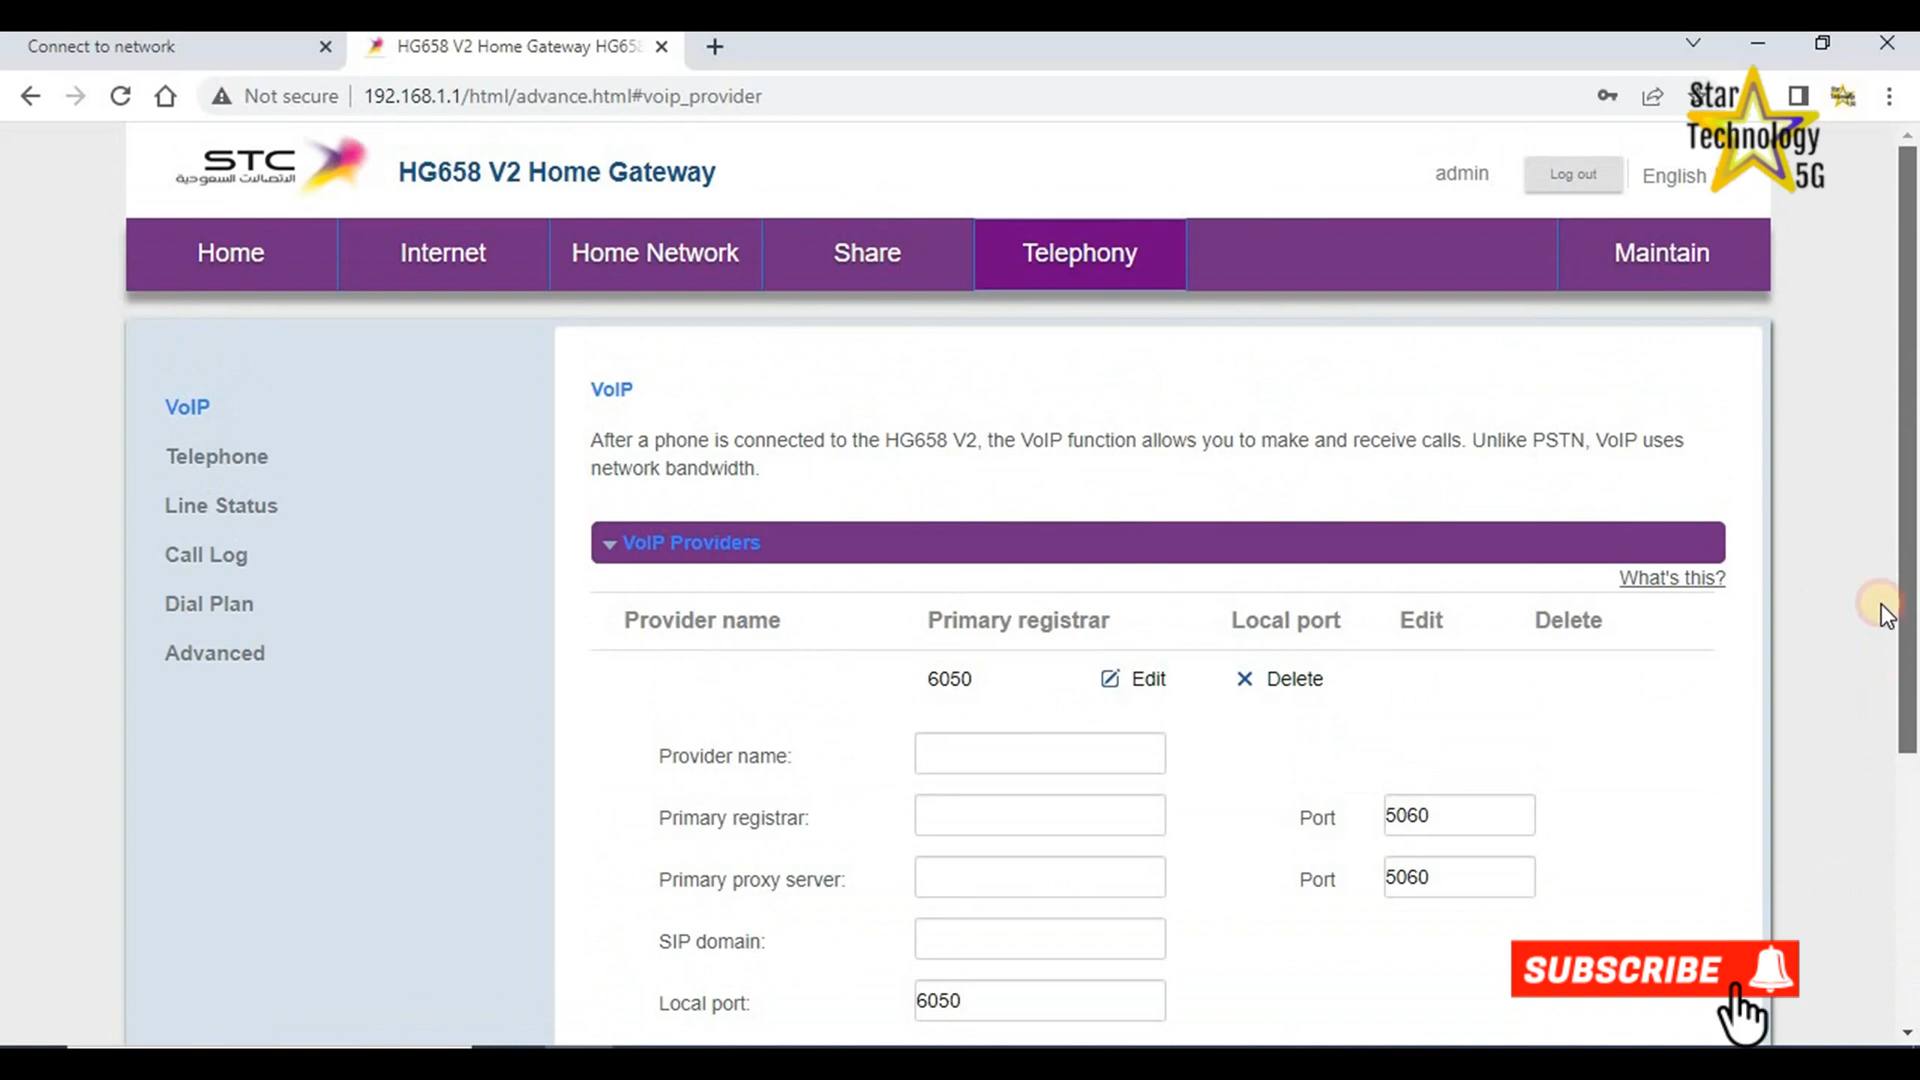 Connect to network
HG658 V2 Home Gateway HG658
Not secure
192.168.1.1/html/advance.html#voip_provider
Star
Technology
5G
STC
الاتصالات السعودية
HG658 V2 Home Gateway
admin
Log out
English
Home
Internet
Home Network
Share
Telephony
Maintain
VoIP
Telephone
Line Status
Call Log
Dial Plan
Advanced
VoIP
After a phone is connected to the HG658 V2, the VoIP function allows you to make and receive calls. Unlike PSTN, VoIP uses
network bandwidth.
VoIP Providers
What's this?
Provider name Primary registrar Local port Edit Delete
6050 Edit Delete
Provider name:
Primary registrar: Port 5060
Primary proxy server: Port 5060
SIP domain:
Local port: 6050
SUBSCRIBE